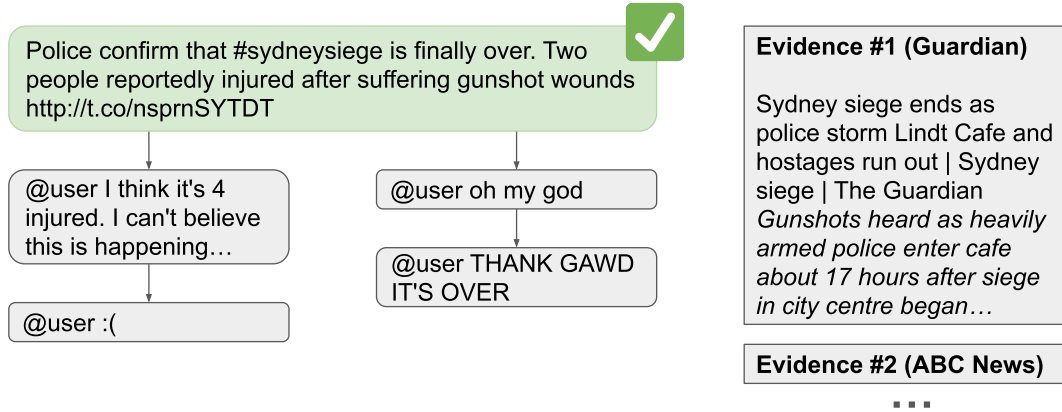 Police confirm that #sydneysiege is finally over. Two
people reportedly injured after suffering gunshot wounds
http://t.co/nsprnSYTDT
@user I think it's 4
injured. I can't believe
this is happening…
@user :(
@user oh my god
@user THANK GAWD
IT'S OVER
Evidence #1 (Guardian)
Sydney siege ends as
police storm Lindt Cafe and
hostages run out | Sydney
siege | The Guardian
Gunshots heard as heavily
armed police enter cafe
about 17 hours after siege
in city centre began…
Evidence #2 (ABC News)
...